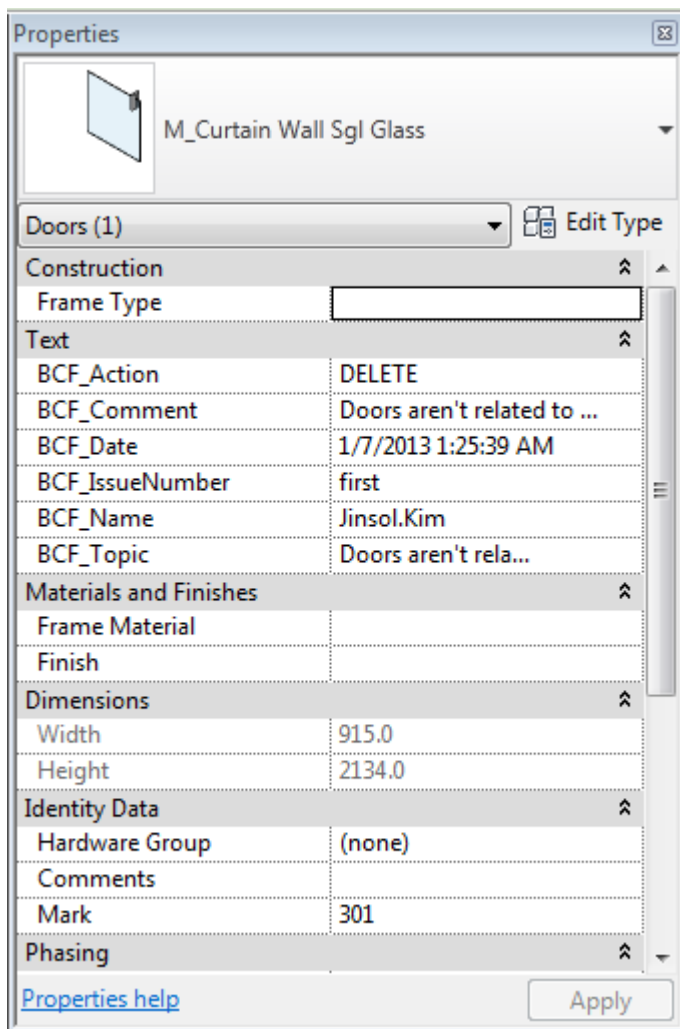 Properties
M_Curtain Wall Sgl Glass
Doors (1) Edit Type
Construction
Frame Type
Text
BCF_Action DELETE
BCF_Comment Doors aren't related to ...
BCF_Date 1/7/2013 1:25:39 AM
BCF_IssueNumber first
BCF_Name Jinsol.Kim
BCF_Topic Doors aren't rela...
Materials and Finishes
Frame Material
Finish
Dimensions
Width 915.0
Height 2134.0
Identity Data
Hardware Group (none)
Comments
Mark 301
Phasing
Properties help Apply